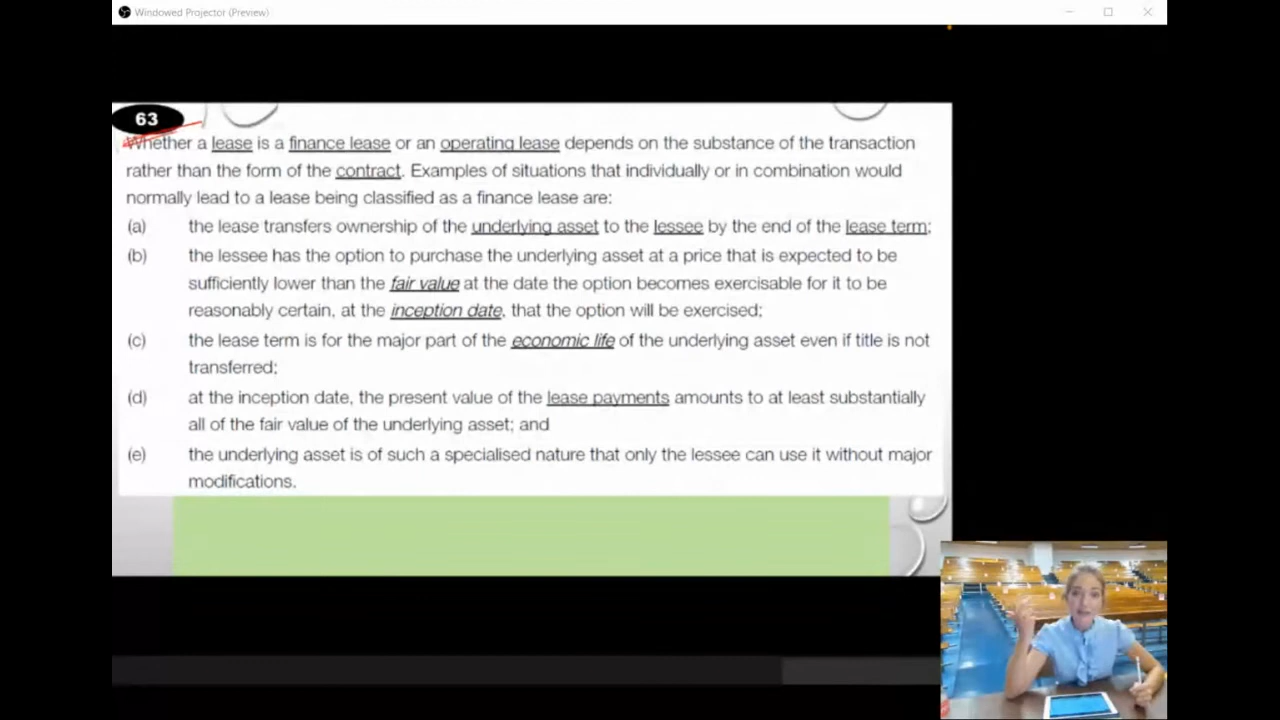 Windowed Projector (Preview)
63
Whether a lease is a finance lease or an operating lease depends on the substance of the transaction
rather than the form of the contract. Examples of situations that individually or in combination would
normally lead to a lease being classified as a finance lease are:
(a) the lease transfers ownership of the underlying asset to the lessee by the end of the lease term;
(b) the lessee has the option to purchase the underlying asset at a price that is expected to be
sufficiently lower than the fair value at the date the option becomes exercisable for it to be
reasonably certain, at the inception date, that the option will be exercised;
(c) the lease term is for the major part of the economic life of the underlying asset even if title is not
transferred;
(d) at the inception date, the present value of the lease payments amounts to at least substantially
all of the fair value of the underlying asset; and
(e) the underlying asset is of such a specialised nature that only the lessee can use it without major
modifications.